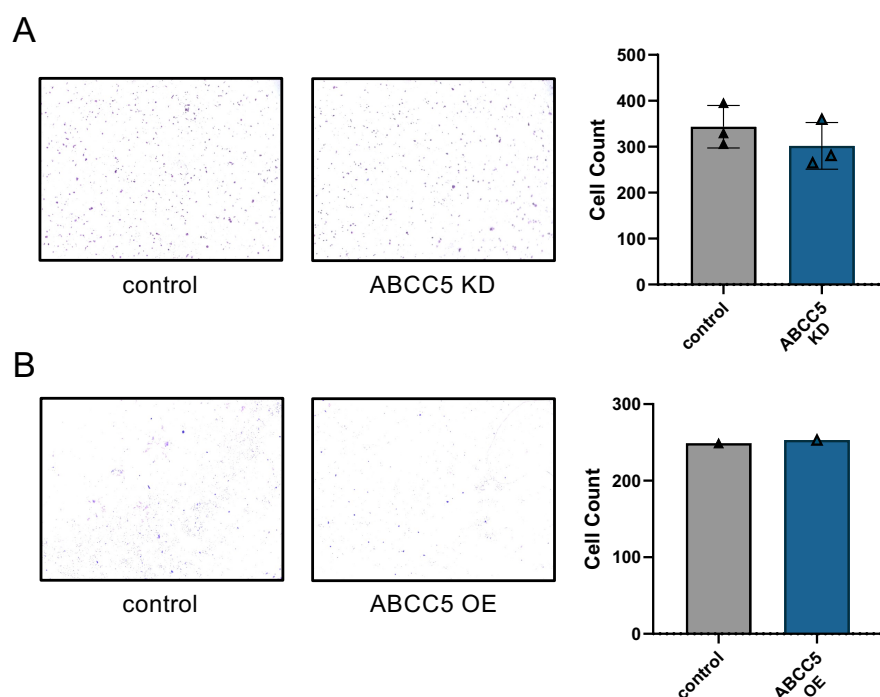 A
control
ABCC5 KD
Cell Count
500
400
300
200
100
0
control
ABCC5
KD
B
control
ABCC5 OE
Cell Count
300
200
100
0
control
ABCC5
OE